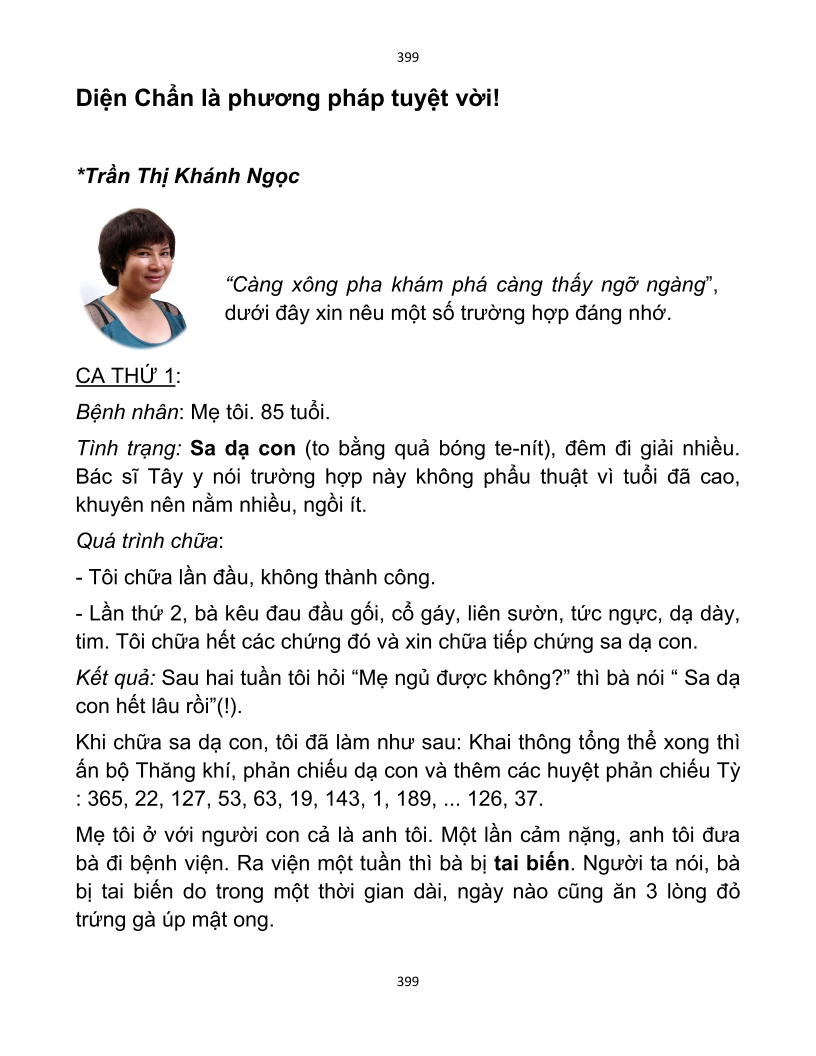 399
Diện Chẩn là phương pháp tuyệt vời!
*Trần Thị Khánh Ngọc
“Càng xông pha khám phá càng thấy ngỡ ngàng”,
dưới đây xin nêu một số trường hợp đáng nhớ.
CA THỨ 1:
Bệnh nhân: Mẹ tôi. 85 tuổi.
Tình trạng: Sa dạ con (to bằng quả bóng te-nít), đêm đi giải nhiều.
Bác sĩ Tây y nói trường hợp này không phẩu thuật vì tuổi đã cao,
khuyên nên nằm nhiều, ngồi ít.
Quá trình chữa:
- Tôi chữa lần đầu, không thành công.
- Lần thứ 2, bà kêu đau đầu gối, cổ gáy, liên sườn, tức ngực, dạ dày,
tim. Tôi chữa hết các chứng đó và xin chữa tiếp chứng sa dạ con.
Kết quả: Sau hai tuần tôi hỏi “Mẹ ngủ được không?” thì bà nói “ Sa dạ
con hết lâu rồi”(!).
Khi chữa sa dạ con, tôi đã làm như sau: Khai thông tổng thể xong thì
ấn bộ Thăng khí, phản chiếu dạ con và thêm các huyệt phản chiếu Tỳ
: 365, 22, 127, 53, 63, 19, 143, 1, 189, ... 126, 37.
Mẹ tôi ở với người con cả là anh tôi. Một lần cảm nặng, anh tôi đưa
bà đi bệnh viện. Ra viện một tuần thì bà bị tai biến. Người ta nói, bà
bị tai biến do trong một thời gian dài, ngày nào cũng ăn 3 lòng đỏ
trứng gà úp mật ong.
399